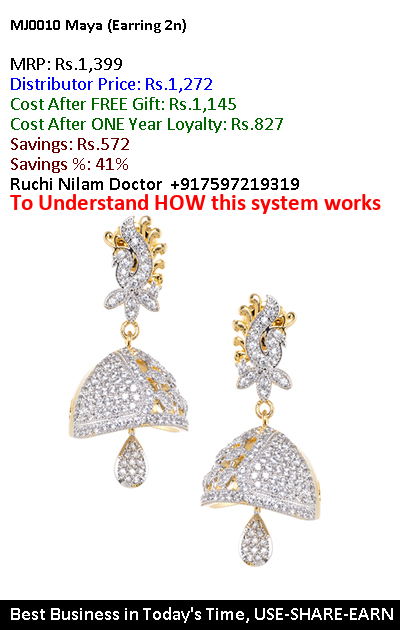 MJ0010 Maya (Earring 2n)
MRP: Rs.1,399
Distributor Price: Rs.1,272
Cost After FREE Gift: Rs.1,145
Cost After ONE Year Loyalty: Rs.827
Savings: Rs.572
Savings %: 41%
Ruchi Nilam Doctor +917597219319
To Understand HOW this system works
Best Business in Today's Time, USE-SHARE-EARN